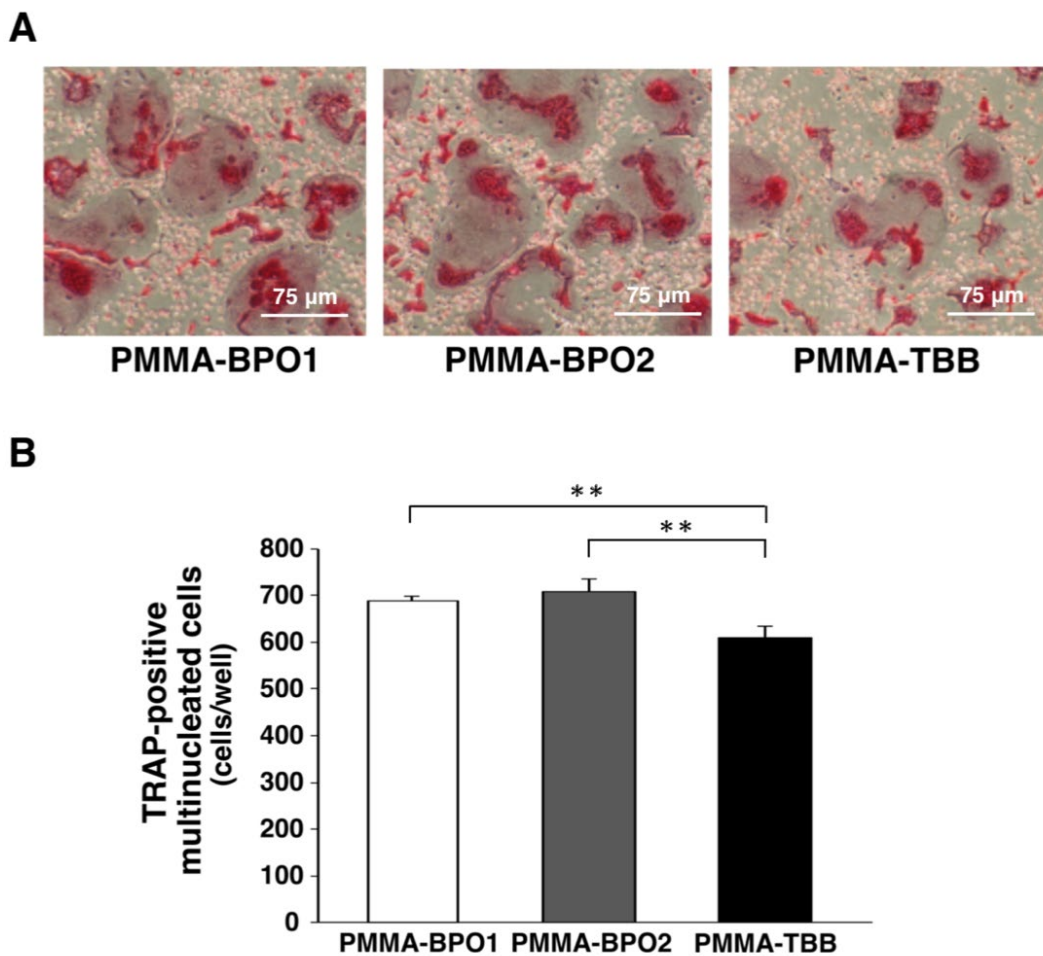 A
75 µm
75 µm
75 µm
PMMA-BPO1
PMMA-BPO2
PMMA-TBB
B
**
**
TRAP-positive
multinucleated cells
(cells/well)
800
700
600
500
400
300
200
100
0
PMMA-BPO1
PMMA-BPO2
PMMA-TBB